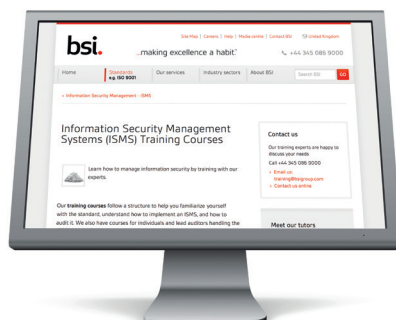 Site Map | Careers | Help | Media centre | Contact BSI United Kingdom
bsi.
...making excellence a habit.™
+44 345 086 9000
Home
Standards
e.g. ISO 9001
Our services
Industry sectors
About BSI
Search BSI
GO
‹ Information Security Management - ISMS
Information Security Management
Systems (ISMS) Training Courses
Learn how to manage information security by training with our
experts.
Our training courses follow a structure to help you familiarize yourself
with the standard, understand how to implement an ISMS, and how to
audit it. We also have courses for individuals and lead auditors handling the
Contact us
Our training experts are happy to
discuss your needs
Call +44 345 086 9000
› Email us
training@bsigroup.com
› Contact us online
Meet our tutors